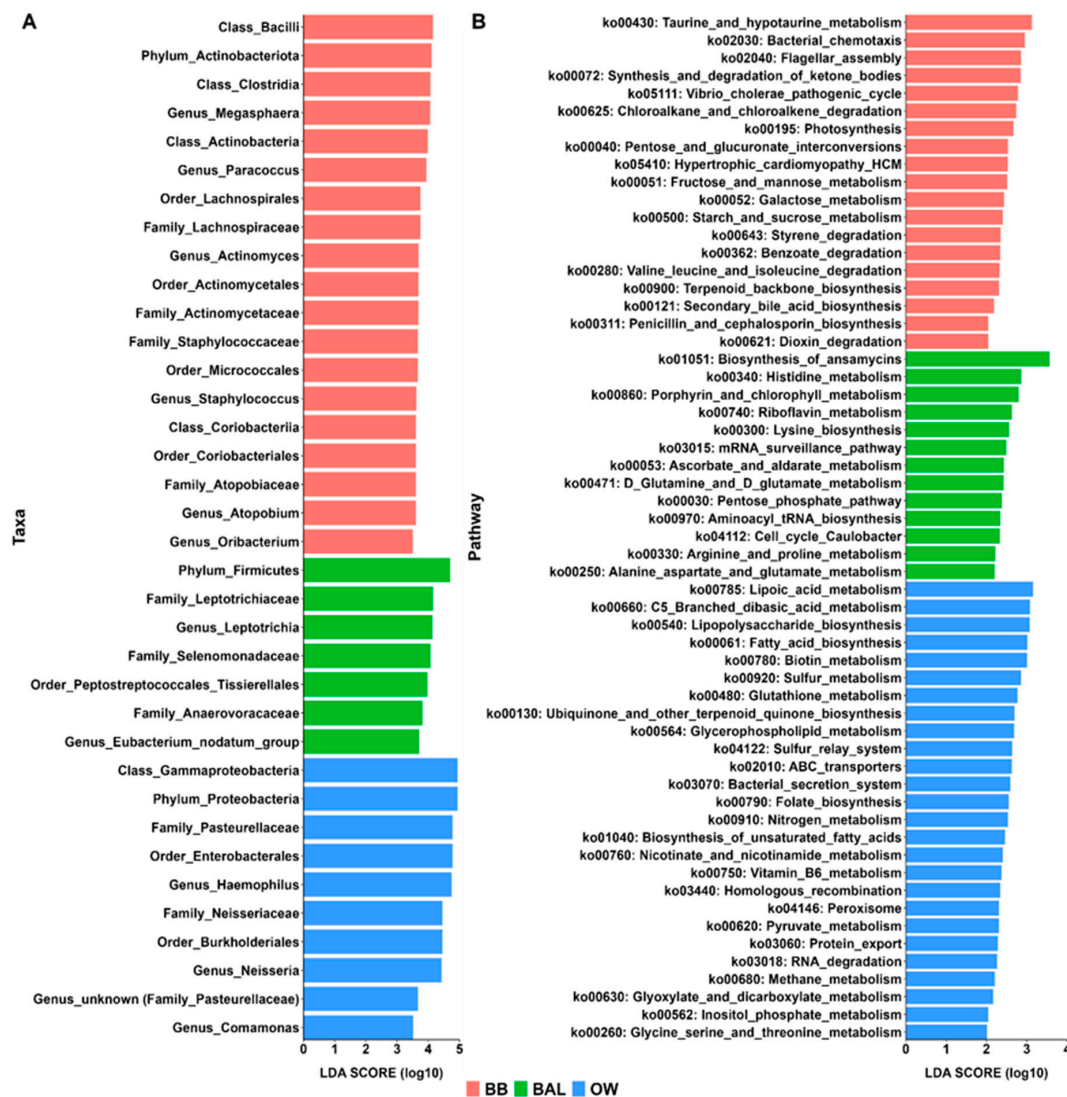 A
Class_Bacilli
Phylum_Actinobacteriota
Class_Clostridia
Genus_Megasphaera
Class_Actinobacteria
Genus_Paracoccus
Order_Lachnospirales
Family_Lachnospiraceae
Genus_Actinomyces
Order_Actinomycetales
Family_Actinomycetaceae
Family_Staphylococcaceae
Order_Micrococcales
Genus_Staphylococcus
Class_Coriobacteriia
Order_Coriobacteriales
Family_Atopobiaceae
Genus_Atopobium
Genus_Oribacterium
Phylum_Firmicutes
Family_Leptotrichiaceae
Genus_Leptotrichia
Family_Selenomonadaceae
Order_Peptostreptococcales_Tissierellales
Family_Anaerovoracaceae
Genus_Eubacterium_nodatum_group
Class_Gammaproteobacteria
Phylum_Proteobacteria
Family_Pasteurellaceae
Order_Enterobacterales
Genus_Haemophilus
Family_Neisseriaceae
Order_Burkholderiales
Genus_Neisseria
Genus_unknown (Family_Pasteurellaceae)
Genus_Comamonas
Taxa
0 1 2 3 4 5
LDA SCORE (log10)
B
ko00430: Taurine_and_hypotaurine_metabolism
ko02030: Bacterial_chemotaxis
ko02040: Flagellar_assembly
ko00072: Synthesis_and_degradation_of_ketone_bodies
ko05111: Vibrio_cholerae_pathogenic_cycle
ko00625: Chloroalkane_and_chloroalkene_degradation
ko00195: Photosynthesis
ko00040: Pentose_and_glucuronate_interconversions
ko05410: Hypertrophic_cardiomyopathy_HCM
ko00051: Fructose_and_mannose_metabolism
ko00052: Galactose_metabolism
ko00500: Starch_and_sucrose_metabolism
ko00643: Styrene_degradation
ko00362: Benzoate_degradation
ko00280: Valine_leucine_and_isoleucine_degradation
ko00900: Terpenoid_backbone_biosynthesis
ko00121: Secondary_bile_acid_biosynthesis
ko00311: Penicillin_and_cephalosporin_biosynthesis
ko00621: Dioxin_degradation
ko01051: Biosynthesis_of_ansamycins
ko00340: Histidine_metabolism
ko00860: Porphyrin_and_chlorophyll_metabolism
ko00740: Riboflavin_metabolism
ko00300: Lysine_biosynthesis
ko03015: mRNA_surveillance_pathway
ko00053: Ascorbate_and_aldarate_metabolism
ko00471: D_Glutamine_and_D_glutamate_metabolism
ko00030: Pentose_phosphate_pathway
ko00970: Aminoacyl_tRNA_biosynthesis
ko04112: Cell_cycle_Caulobacter
ko00330: Arginine_and_proline_metabolism
ko00250: Alanine_aspartate_and_glutamate_metabolism
ko00785: Lipoic_acid_metabolism
ko00660: C5_Branched_dibasic_acid_metabolism
ko00540: Lipopolysaccharide_biosynthesis
ko00061: Fatty_acid_biosynthesis
ko00780: Biotin_metabolism
ko00920: Sulfur_metabolism
ko00480: Glutathione_metabolism
ko00130: Ubiquinone_and_other_terpenoid_quinone_biosynthesis
ko00564: Glycerophospholipid_metabolism
ko04122: Sulfur_relay_system
ko02010: ABC_transporters
ko03070: Bacterial_secretion_system
ko00790: Folate_biosynthesis
ko00910: Nitrogen_metabolism
ko01040: Biosynthesis_of_unsaturated_fatty_acids
ko00760: Nicotinate_and_nicotinamide_metabolism
ko00750: Vitamin_B6_metabolism
ko03440: Homologous_recombination
ko04146: Peroxisome
ko00620: Pyruvate_metabolism
ko03060: Protein_export
ko03018: RNA_degradation
ko00680: Methane_metabolism
ko00630: Glyoxylate_and_dicarboxylate_metabolism
ko00562: Inositol_phosphate_metabolism
ko00260: Glycine_serine_and_threonine_metabolism
Pathway
0 1 2 3 4
LDA SCORE (log10)
BB BAL OW